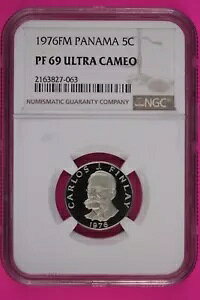 1976FM PANAMA 5C
PF 69 ULTRA CAMEO
2163827-063
NUMISMATIC GUARANTY COMPANY
NGC
CARLOS J. FINLAY
1976